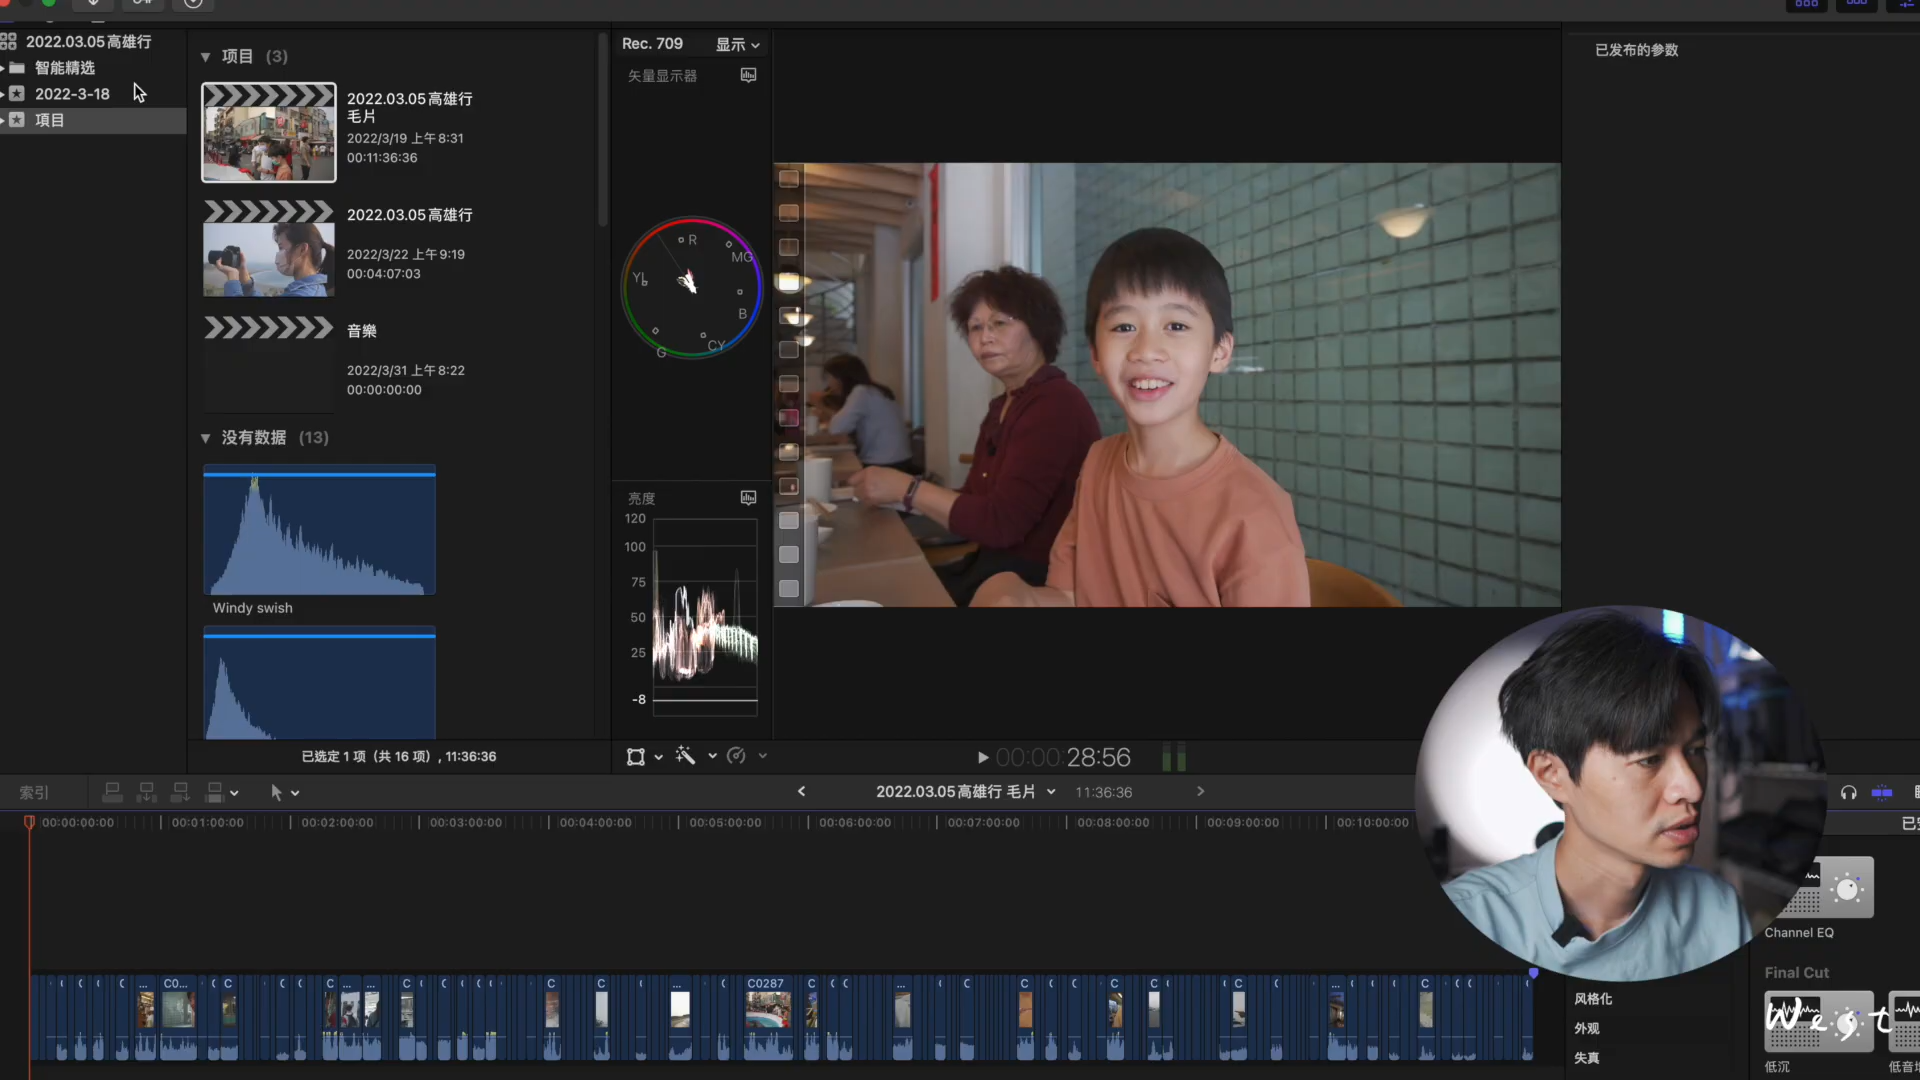 2022.03.05高雄行
智能精选
2022-3-18
項目
项目 (3)
2022.03.05高雄行
毛片
2022/3/19 上午8:31
00:11:36:36
2022.03.05高雄行
2022/3/22 上午9:19
00:04:07:03
音樂
2022/3/31 上午8:22
00:00:00:00
没有数据 (13)
Windy swish
已选定 1 项（共 16 项）, 11:36:36
Rec. 709
显示
矢量显示器
R
MG
YL
B
G
CY
亮度
120
100
75
50
25
-8
00:00:28:56
已发布的参数
索引
2022.03.05高雄行 毛片
11:36:36
00:00:00:00
00:01:00:00
00:02:00:00
00:03:00:00
00:04:00:00
00:05:00:00
00:06:00:00
00:07:00:00
00:08:00:00
00:09:00:00
00:10:00:00
C0...
C0287
Channel EQ
Final Cut
风格化
外观
失真
West
低沉
低音增